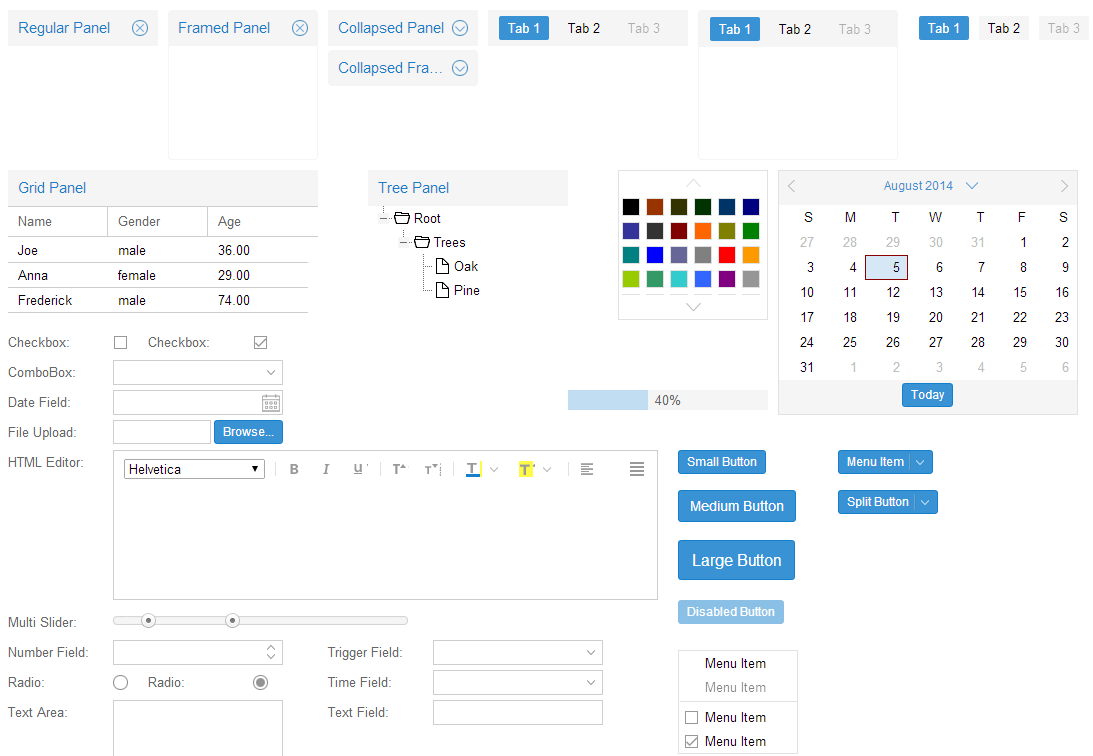 Regular Panel
Framed Panel
Collapsed Panel
Tab 1 Tab 2 Tab 3
Tab 1 Tab 2 Tab 3
Tab 1 Tab 2 Tab 3
Collapsed Fra...
Grid Panel
Name Gender Age
Joe male 36.00
Anna female 29.00
Frederick male 74.00
Tree Panel
Root
Trees
Oak
Pine
August 2014
S M T W T F S
27 28 29 30 31 1 2
3 4 5 6 7 8 9
10 11 12 13 14 15 16
17 18 19 20 21 22 23
24 25 26 27 28 29 30
31 1 2 3 4 5 6
Today
Checkbox: Checkbox:
ComboBox:
Date Field:
40%
File Upload: Browse...
HTML Editor: Helvetica B I U T T T T
Small Button
Medium Button
Large Button
Disabled Button
Menu Item
Split Button
Multi Slider:
Number Field: Trigger Field:
Radio: Radio: Time Field:
Text Area: Text Field:
Menu Item
Menu Item
Menu Item
Menu Item